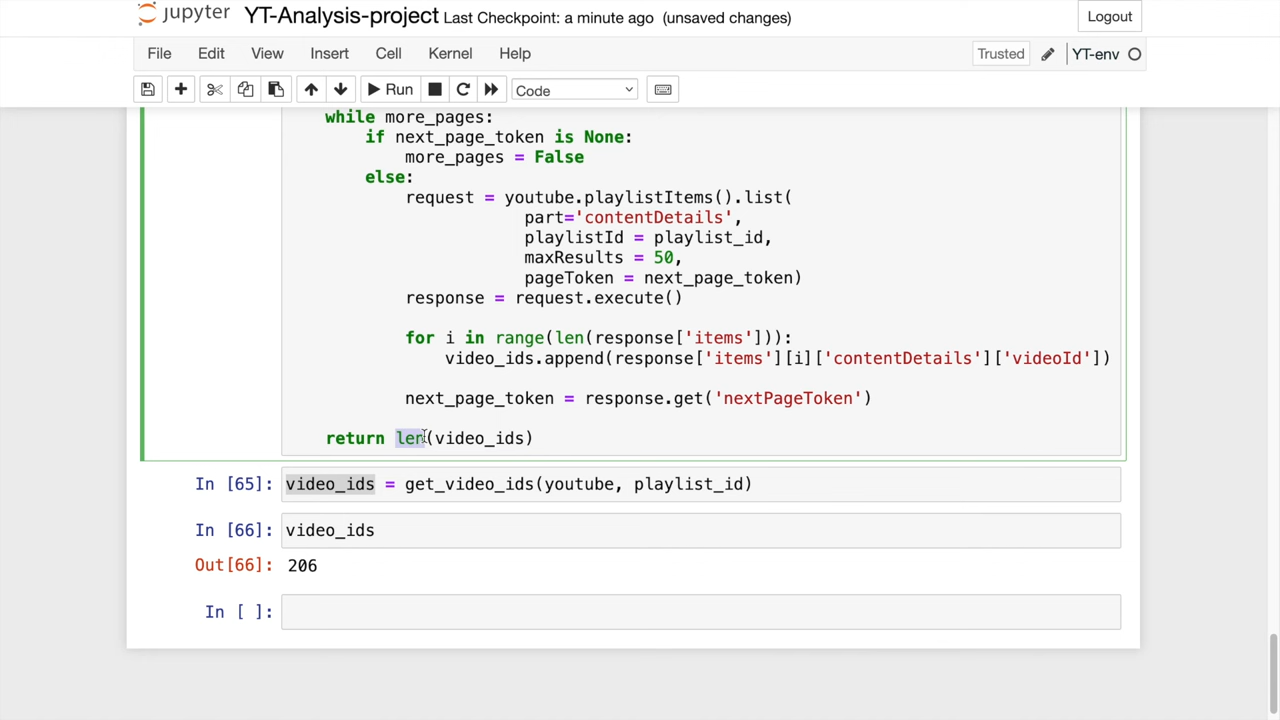 jupyter YT-Analysis-project Last Checkpoint: a minute ago (unsaved changes) Logout
File Edit View Insert Cell Kernel Help Trusted YT-env
Run Code
while more_pages:
if next_page_token is None:
more_pages = False
else:
request = youtube.playlistItems().list(
part='contentDetails',
playlistId = playlist_id,
maxResults = 50,
pageToken = next_page_token)
response = request.execute()
for i in range(len(response['items'])):
video_ids.append(response['items'][i]['contentDetails']['videoId'])
next_page_token = response.get('nextPageToken')
return len(video_ids)
In [65]: video_ids = get_video_ids(youtube, playlist_id)
In [66]: video_ids
Out[66]: 206
In [ ]: